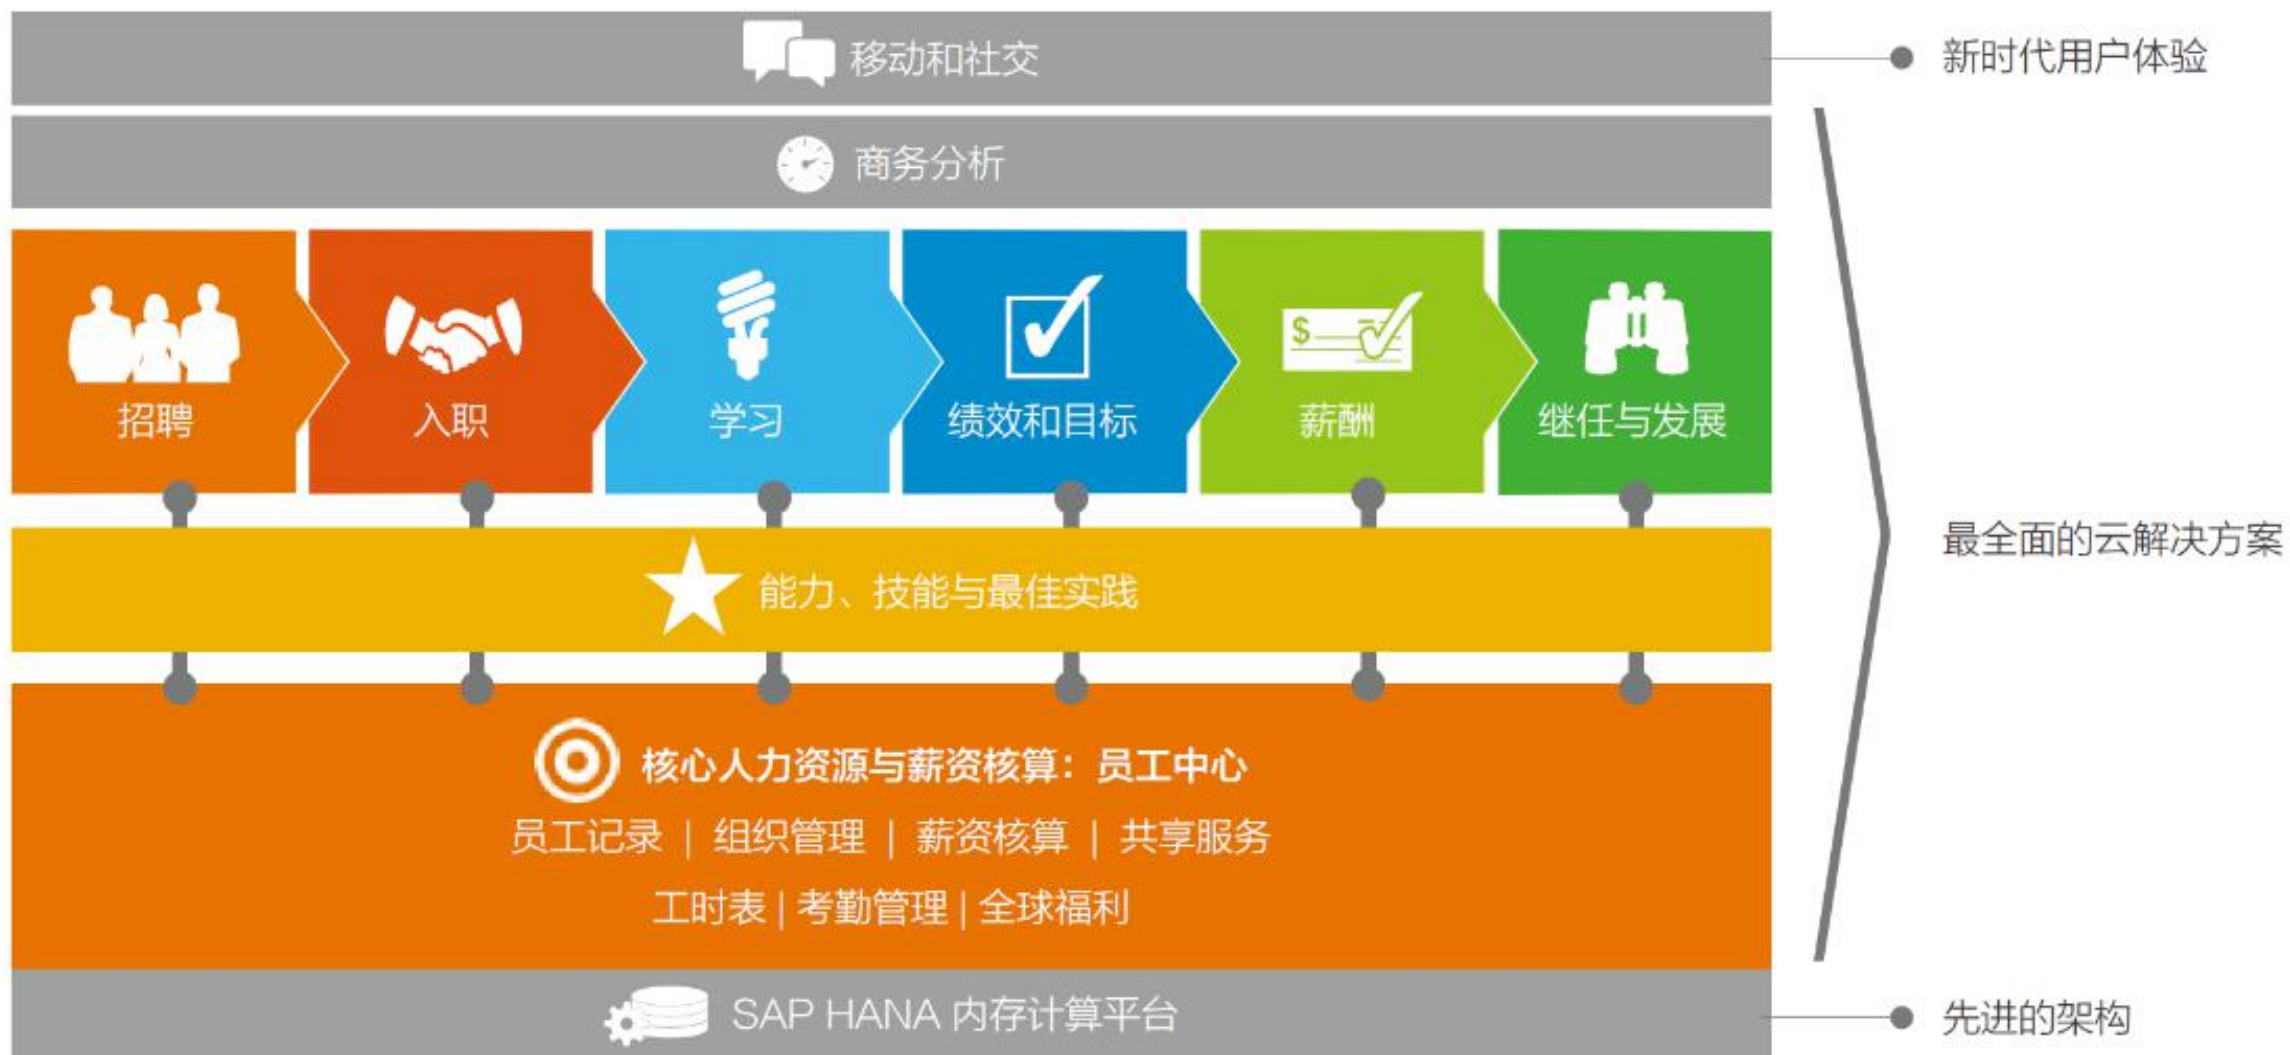 移动和社交
新时代用户体验
商务分析
招聘
入职
学习
绩效和目标
$
薪酬
继任与发展
最全面的云解决方案
能力、技能与最佳实践
核心人力资源与薪资核算：员工中心
员工记录 | 组织管理 | 薪资核算 | 共享服务
工时表 | 考勤管理 | 全球福利
SAP HANA 内存计算平台
先进的架构